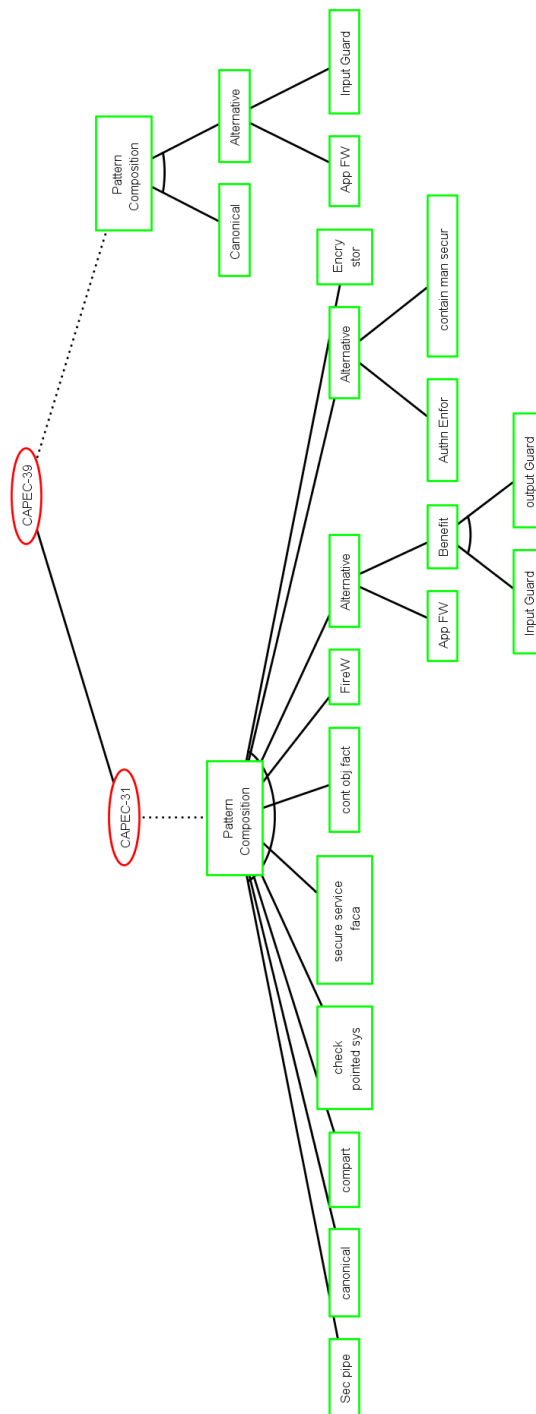 CAPEC-39
CAPEC-31
Pattern
Composition
Pattern
Composition
Canonical
Alternative
Sec pipe
canonical
compart
check
pointed sys
secure service
faca
cont obj fact
FireW
Alternative
Alternative
Encry
stor
App FW
Input Guard
App FW
Benefit
Authn Enfor
contain man secur
Input Guard
output Guard